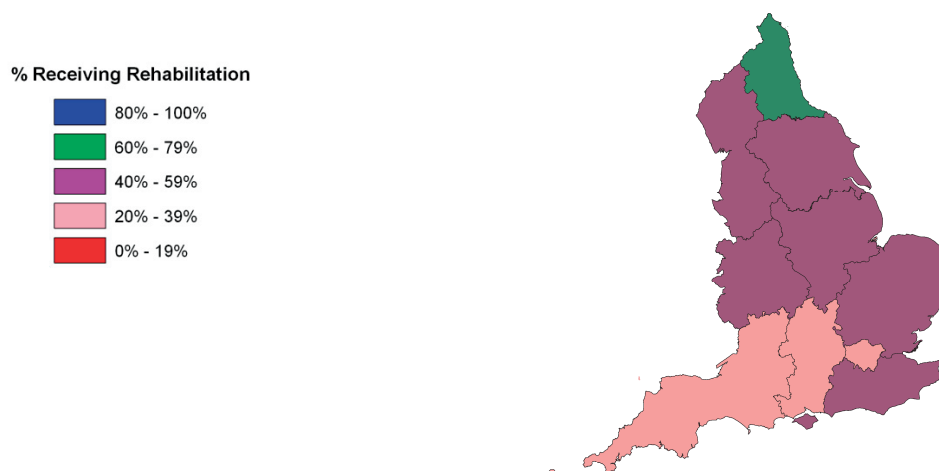 % Receiving Rehabilitation
80% - 100%
60% - 79%
40% - 59%
20% - 39%
0% - 19%